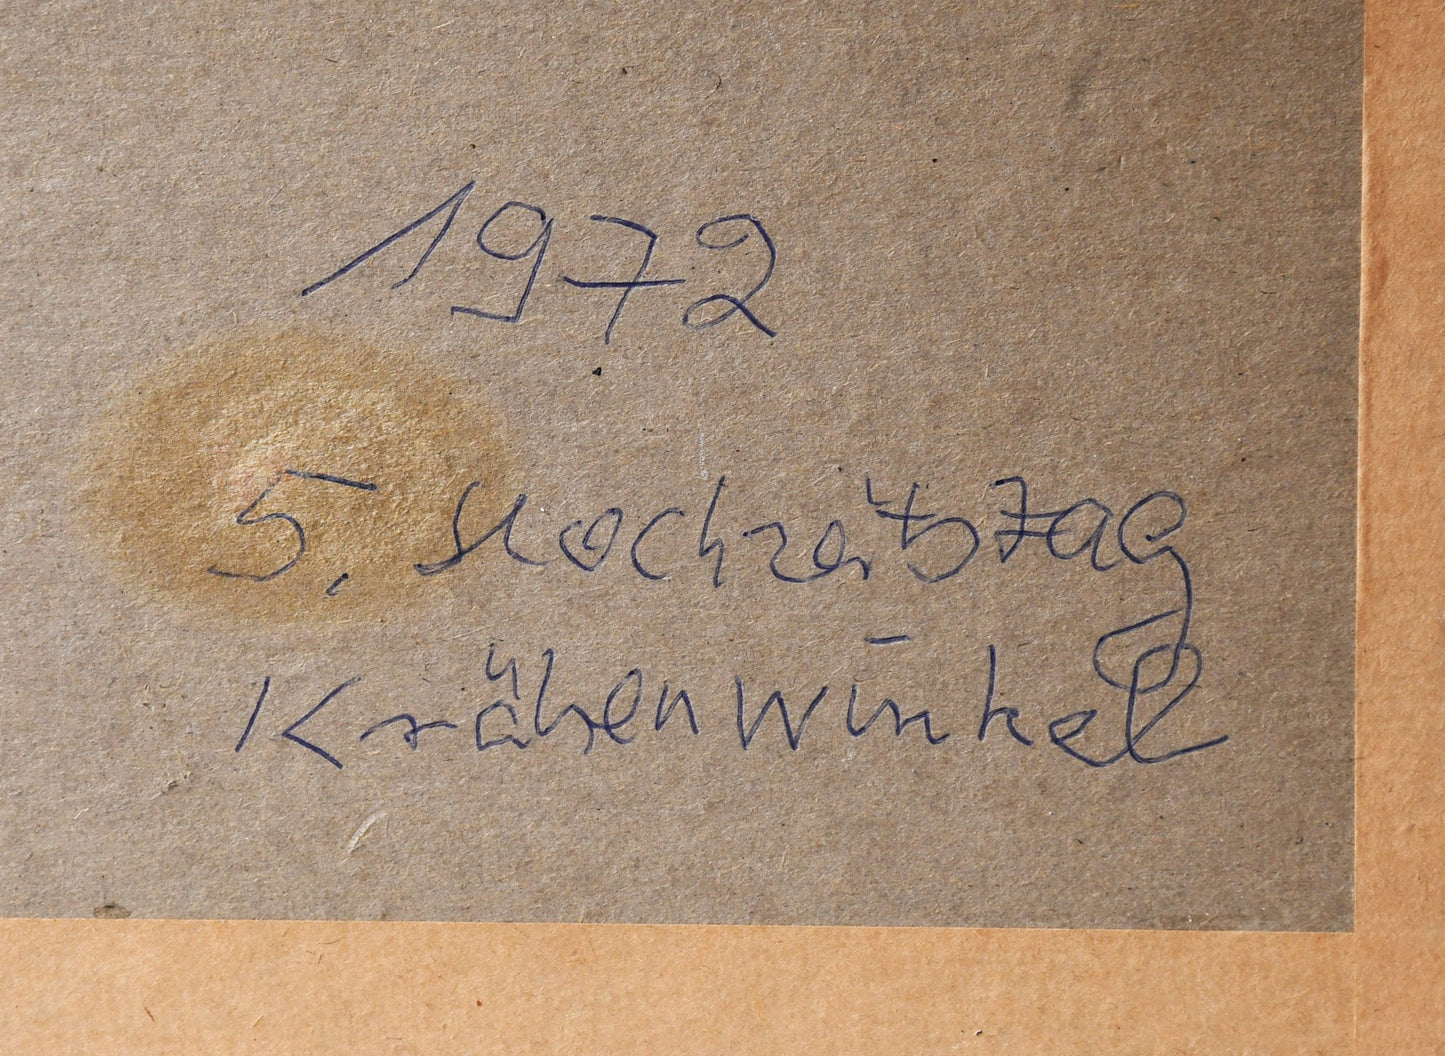 1972
5. Hochzeitstag
Krähenwinkel